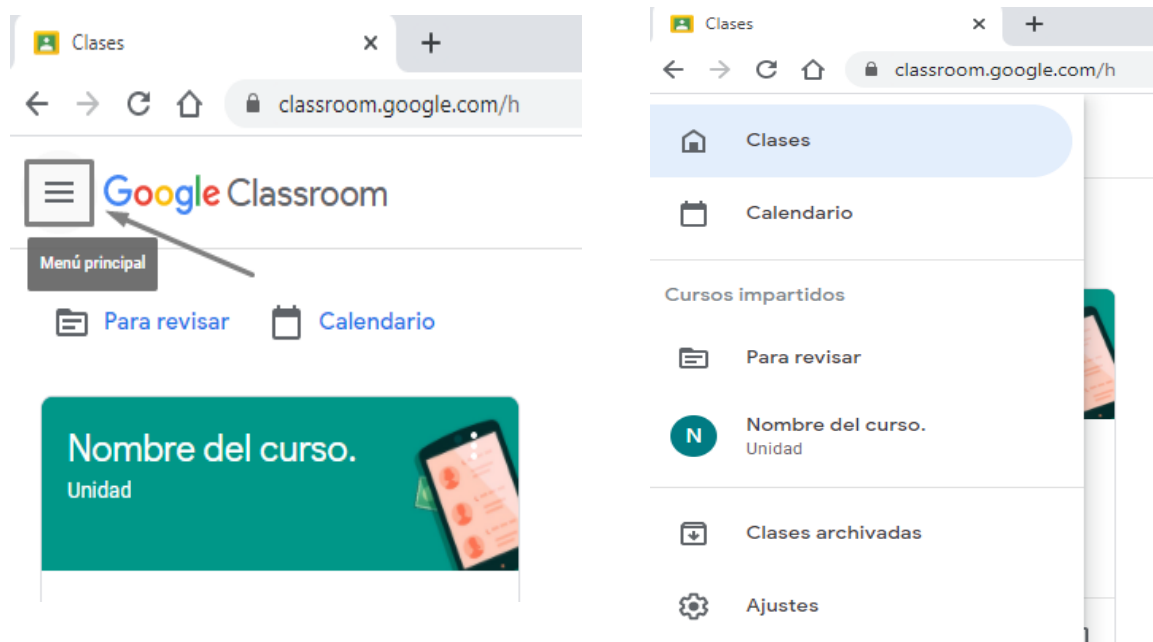 Clases
classroom.google.com/h
Google Classroom
Menú principal
Para revisar
Calendario
Nombre del curso.
Unidad
Clases
classroom.google.com/h
Clases
Calendario
Cursos impartidos
Para revisar
N
Nombre del curso.
Unidad
Clases archivadas
Ajustes